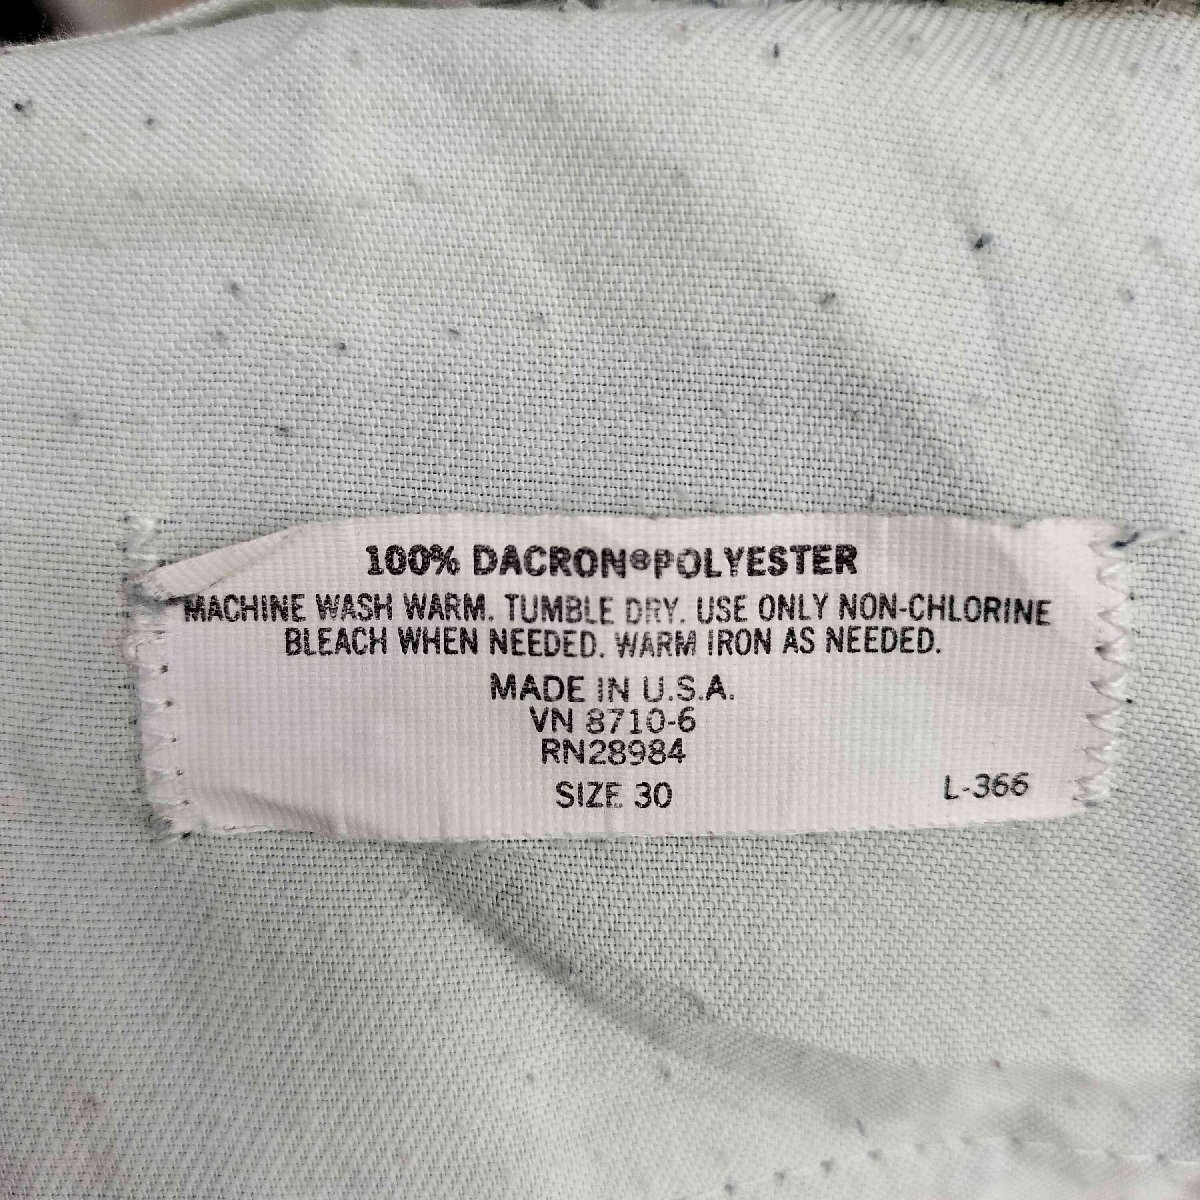 100% DACRON®POLYESTER
MACHINE WASH WARM. TUMBLE DRY. USE ONLY NON-CHLORINE
BLEACH WHEN NEEDED. WARM IRON AS NEEDED.
MADE IN U.S.A.
VN 8710-6
RN28984
SIZE 30
L-366